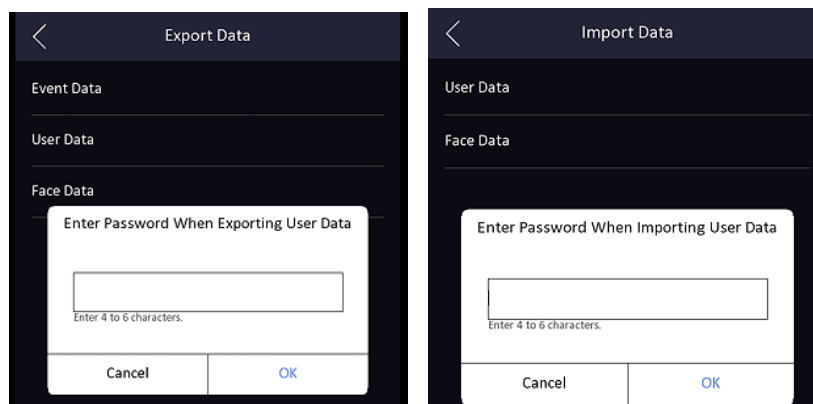 Export Data
Event Data
User Data
Face Data
Enter Password When Exporting User Data
Enter 4 to 6 characters.
Cancel
OK
Import Data
User Data
Face Data
Enter Password When Importing User Data
Enter 4 to 6 characters.
Cancel
OK